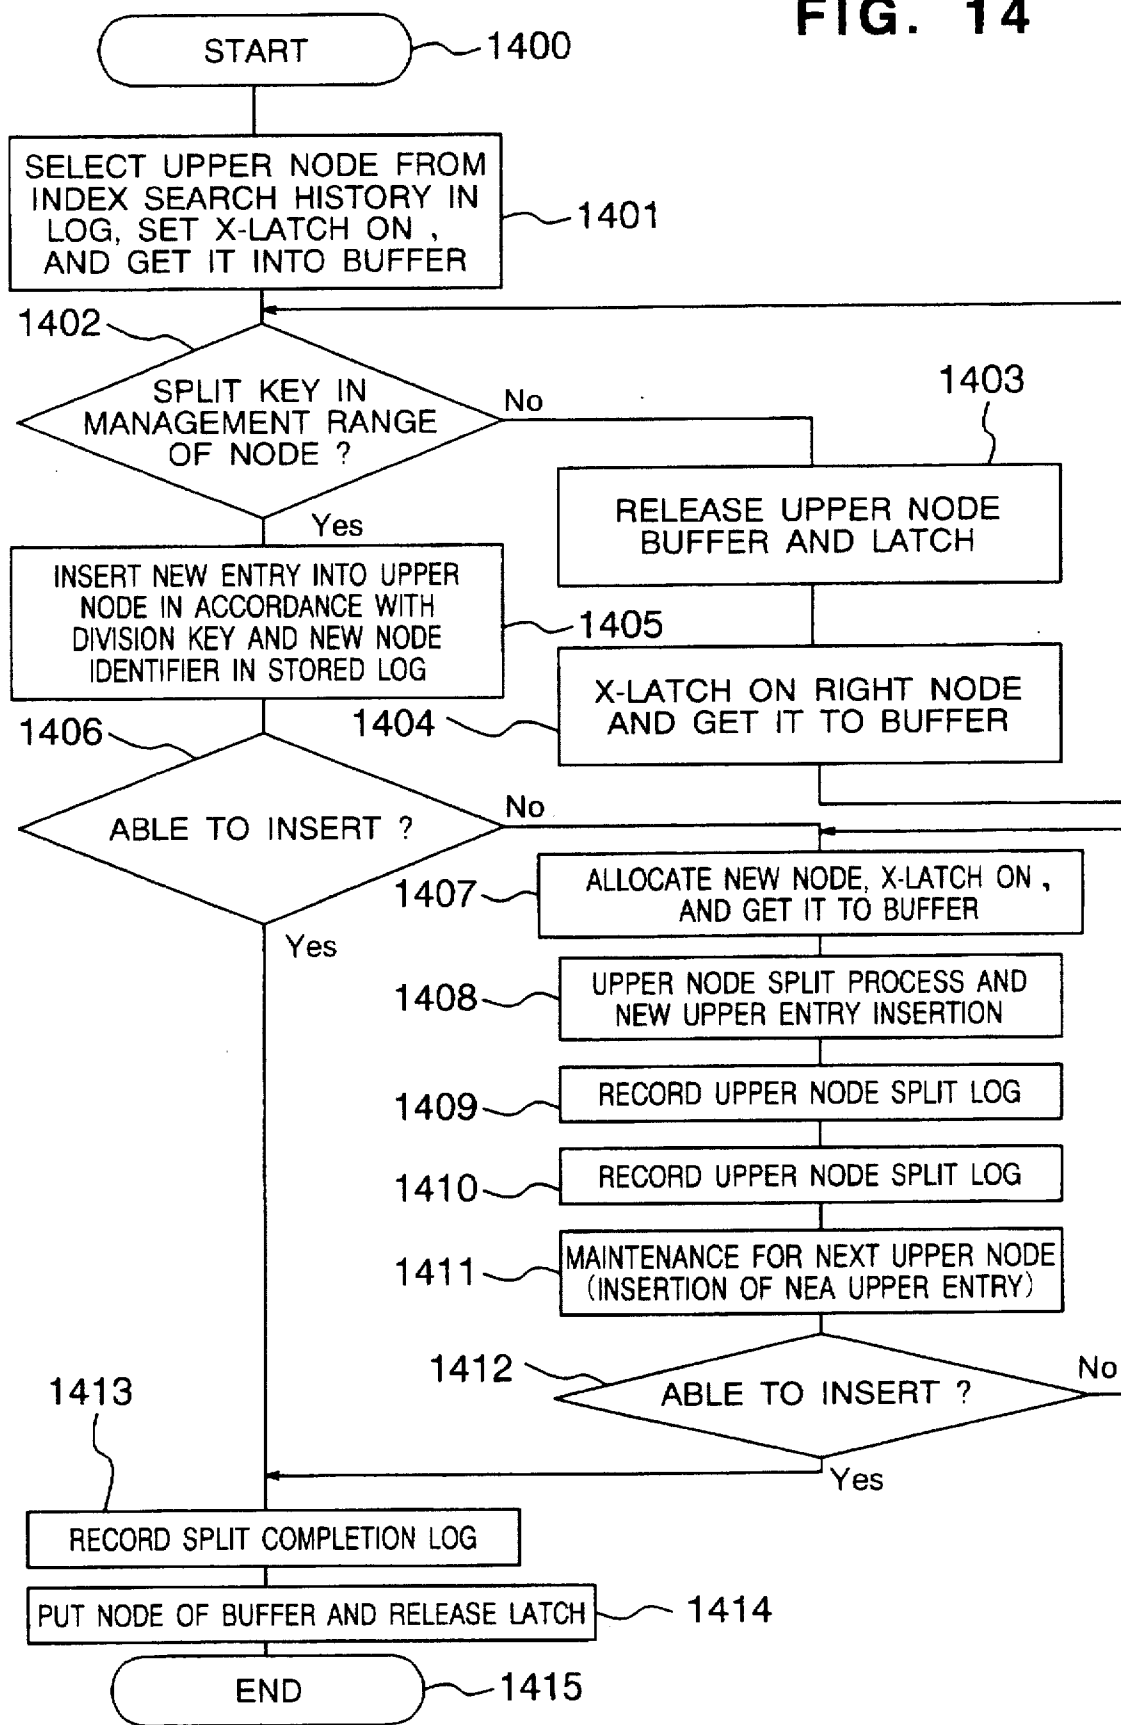 FIG. 14
START
1400
SELECT UPPER NODE FROM
INDEX SEARCH HISTORY IN
LOG, SET X-LATCH ON ,
AND GET IT INTO BUFFER
1401
1402
SPLIT KEY IN
MANAGEMENT RANGE
OF NODE ?
No
Yes
1403
RELEASE UPPER NODE
BUFFER AND LATCH
INSERT NEW ENTRY INTO UPPER
NODE IN ACCORDANCE WITH
DIVISION KEY AND NEW NODE
IDENTIFIER IN STORED LOG
1405
X-LATCH ON RIGHT NODE
AND GET IT TO BUFFER
1404
1406
ABLE TO INSERT ?
No
Yes
ALLOCATE NEW NODE, X-LATCH ON ,
AND GET IT TO BUFFER
1407
UPPER NODE SPLIT PROCESS AND
NEW UPPER ENTRY INSERTION
1408
RECORD UPPER NODE SPLIT LOG
1409
RECORD UPPER NODE SPLIT LOG
1410
MAINTENANCE FOR NEXT UPPER NODE
(INSERTION OF NEA UPPER ENTRY)
1411
1412
ABLE TO INSERT ?
No
Yes
1413
RECORD SPLIT COMPLETION LOG
PUT NODE OF BUFFER AND RELEASE LATCH
1414
END
1415